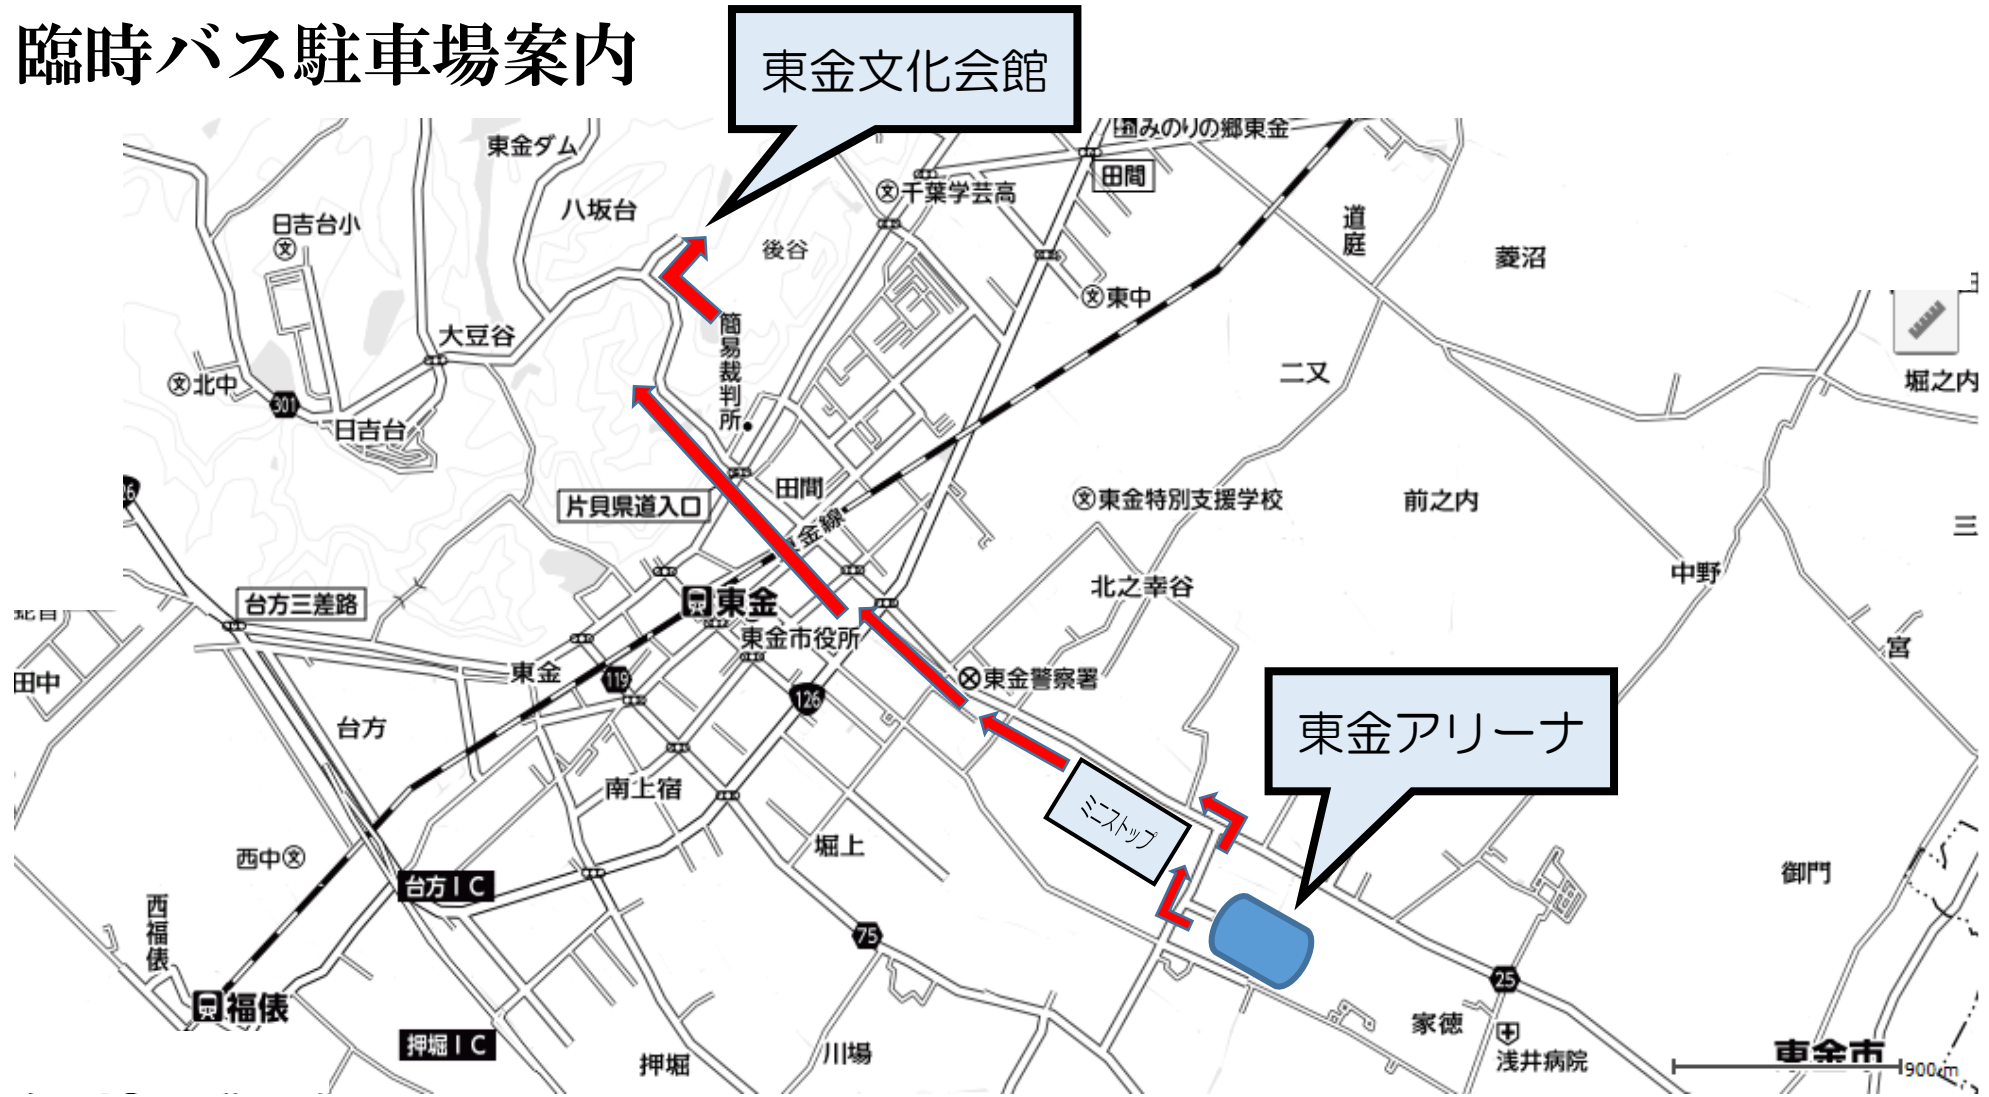 臨時バス駐車場案内
東金文化会館
みのりの郷東金
東金ダム
田間
千葉学芸高
八坂台
日吉台小
道庭
後谷
菱沼
東中
簡易裁判所
大豆谷
二又
堀之内
北中
301
日吉台
田間
片貝県道入口
東金特別支援学校
前之内
三
金線
中野
北之幸谷
東金
台方三差路
東金市役所
宮
田中
東金
119
東金警察署
126
台方
東金アリーナ
南上宿
ミニストップ
堀上
西中
御門
台方IC
西福俵
75
25
福俵
家徳
押堀IC
川場
浅井病院
東金市
押堀
900 m